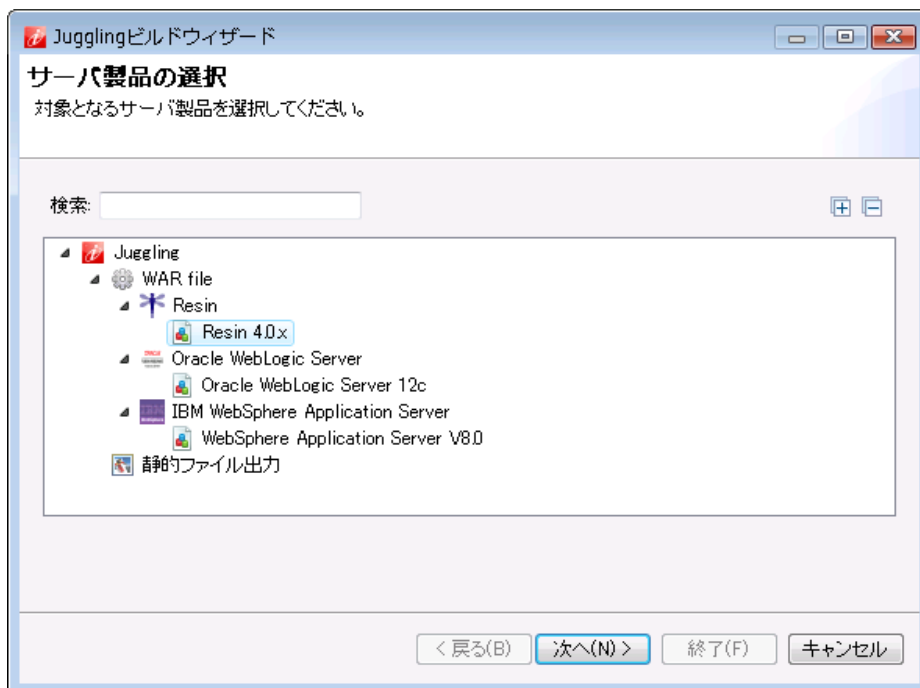 Jugglingビルドウィザード
サーバ製品の選択
対象となるサーバ製品を選択してください。
検索:
Juggling
WAR file
Resin
Resin 4.0.x
Oracle WebLogic Server
Oracle WebLogic Server 12c
IBM WebSphere Application Server
WebSphere Application Server V8.0
静的ファイル出力
< 戻る(B) 次へ(N) > 終了(F) キャンセル